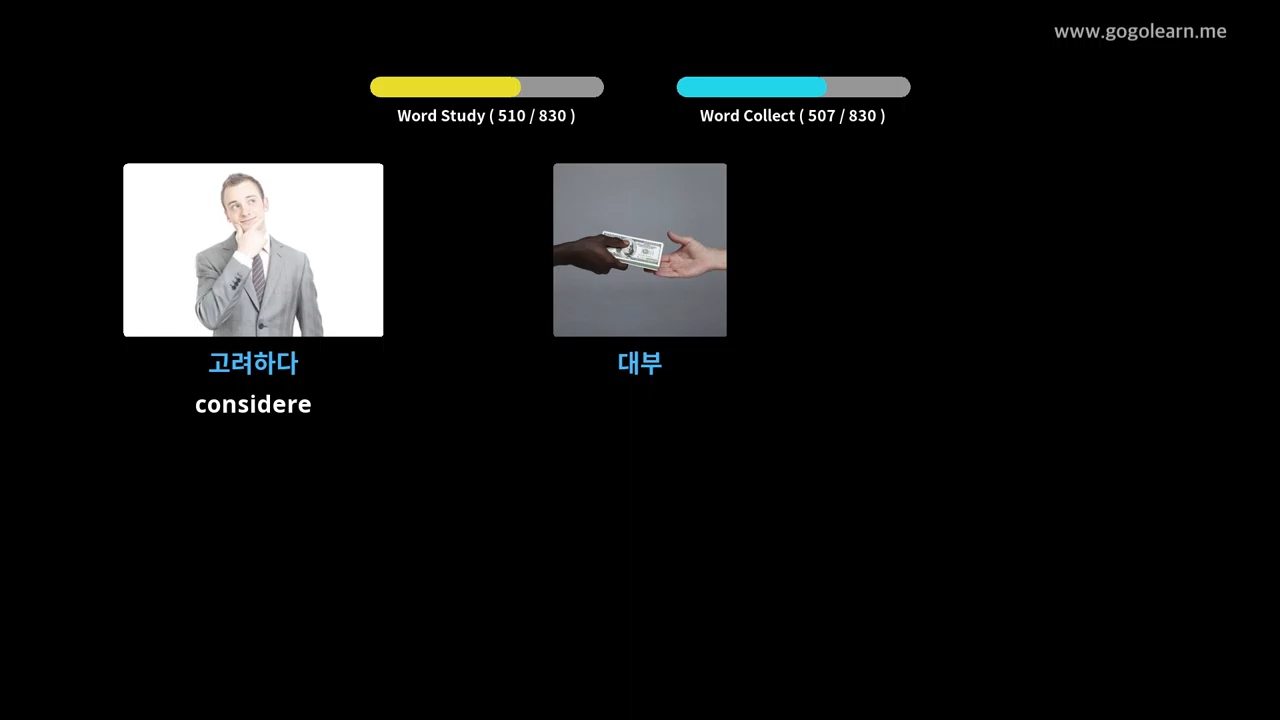 www.gogolearn.me
Word Study ( 510 / 830 )
Word Collect ( 507 / 830 )
고려하다
대부
considere